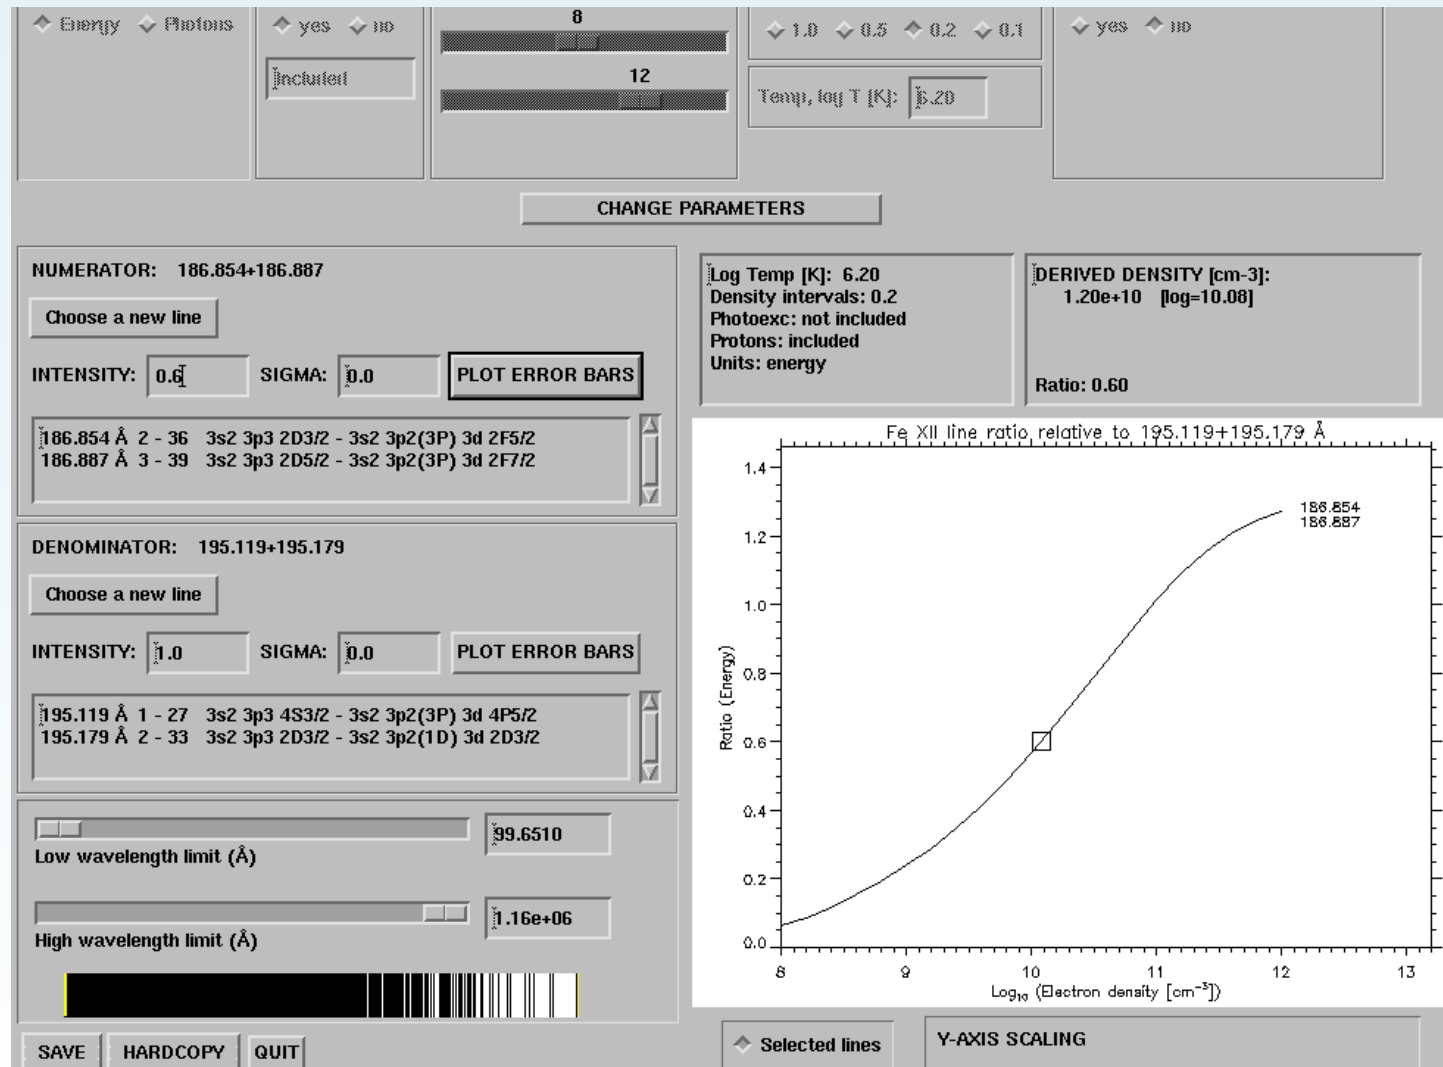 Energy Photons
yes no
included
8
12
1.0 0.5 0.2 0.1
Temp, log T [K]: 6.20
yes no
CHANGE PARAMETERS
NUMERATOR: 186.854+186.887
Choose a new line
INTENSITY: 0.6 SIGMA: 0.0 PLOT ERROR BARS
186.854 Å 2 - 36 3s2 3p3 2D3/2 - 3s2 3p2(3P) 3d 2F5/2
186.887 Å 3 - 39 3s2 3p3 2D5/2 - 3s2 3p2(3P) 3d 2F7/2
DENOMINATOR: 195.119+195.179
Choose a new line
INTENSITY: 1.0 SIGMA: 0.0 PLOT ERROR BARS
195.119 Å 1 - 27 3s2 3p3 4S3/2 - 3s2 3p2(3P) 3d 4P5/2
195.179 Å 2 - 33 3s2 3p3 2D3/2 - 3s2 3p2(1D) 3d 2D3/2
99.6510
Low wavelength limit (Å)
1.16e+06
High wavelength limit (Å)
SAVE HARDCOPY QUIT
Log Temp [K]: 6.20
Density intervals: 0.2
Photoexc: not included
Protons: included
Units: energy
DERIVED DENSITY [cm-3]:
1.20e+10 [log=10.08]
Ratio: 0.60
Fe XII line ratio relative to 195.119+195.179 Å
1.4
1.2
1.0
0.8
0.6
0.4
0.2
0.0
Ratio (Energy)
186.854
186.887
8 9 10 11 12 13
Log₁₀ (Electron density [cm⁻³])
Selected lines
Y-AXIS SCALING